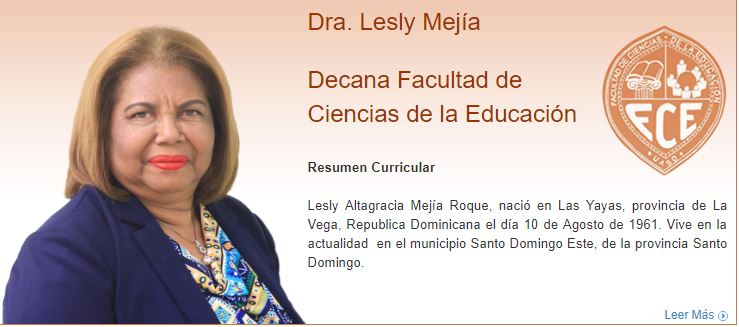 Dra. Lesly Mejía
Decana Facultad de
Ciencias de la Educación
FACULTAD DE CIENCIAS DE LA EDUCACIÓN
FCE
UASD
Resumen Curricular
Lesly Altagracia Mejía Roque, nació en Las Yayas, provincia de La
Vega, Republica Dominicana el día 10 de Agosto de 1961. Vive en la
actualidad en el municipio Santo Domingo Este, de la provincia Santo
Domingo.
Leer Más